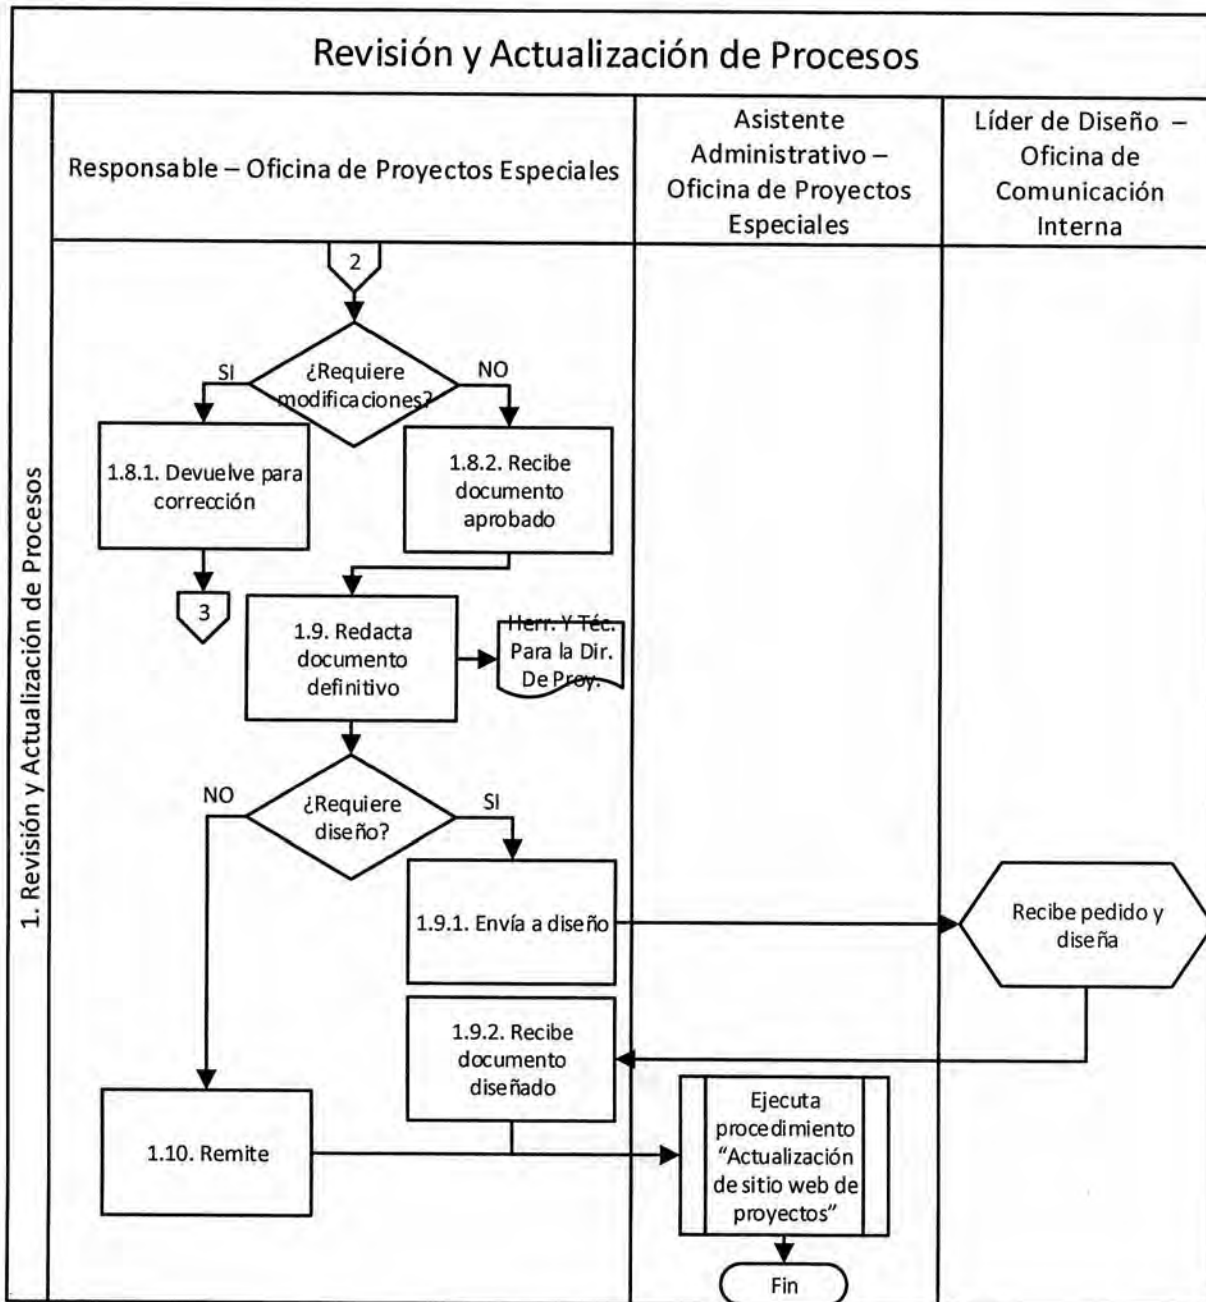 Revisión y Actualización de Procesos
1. Revisión y Actualización de Procesos
Responsable – Oficina de Proyectos Especiales
Asistente
Administrativo –
Oficina de Proyectos
Especiales
Líder de Diseño –
Oficina de
Comunicación
Interna
2
¿Requiere
modificaciones?
SI
NO
1.8.1. Devuelve para
corrección
1.8.2. Recibe
documento
aprobado
3
1.9. Redacta
documento
definitivo
Herr. Y Téc.
Para la Dir.
De Proy.
¿Requiere
diseño?
NO
SI
1.9.1. Envía a diseño
Recibe pedido y
diseña
1.9.2. Recibe
documento
diseñado
1.10. Remite
Ejecuta
procedimiento
“Actualización
de sitio web de
proyectos”
Fin